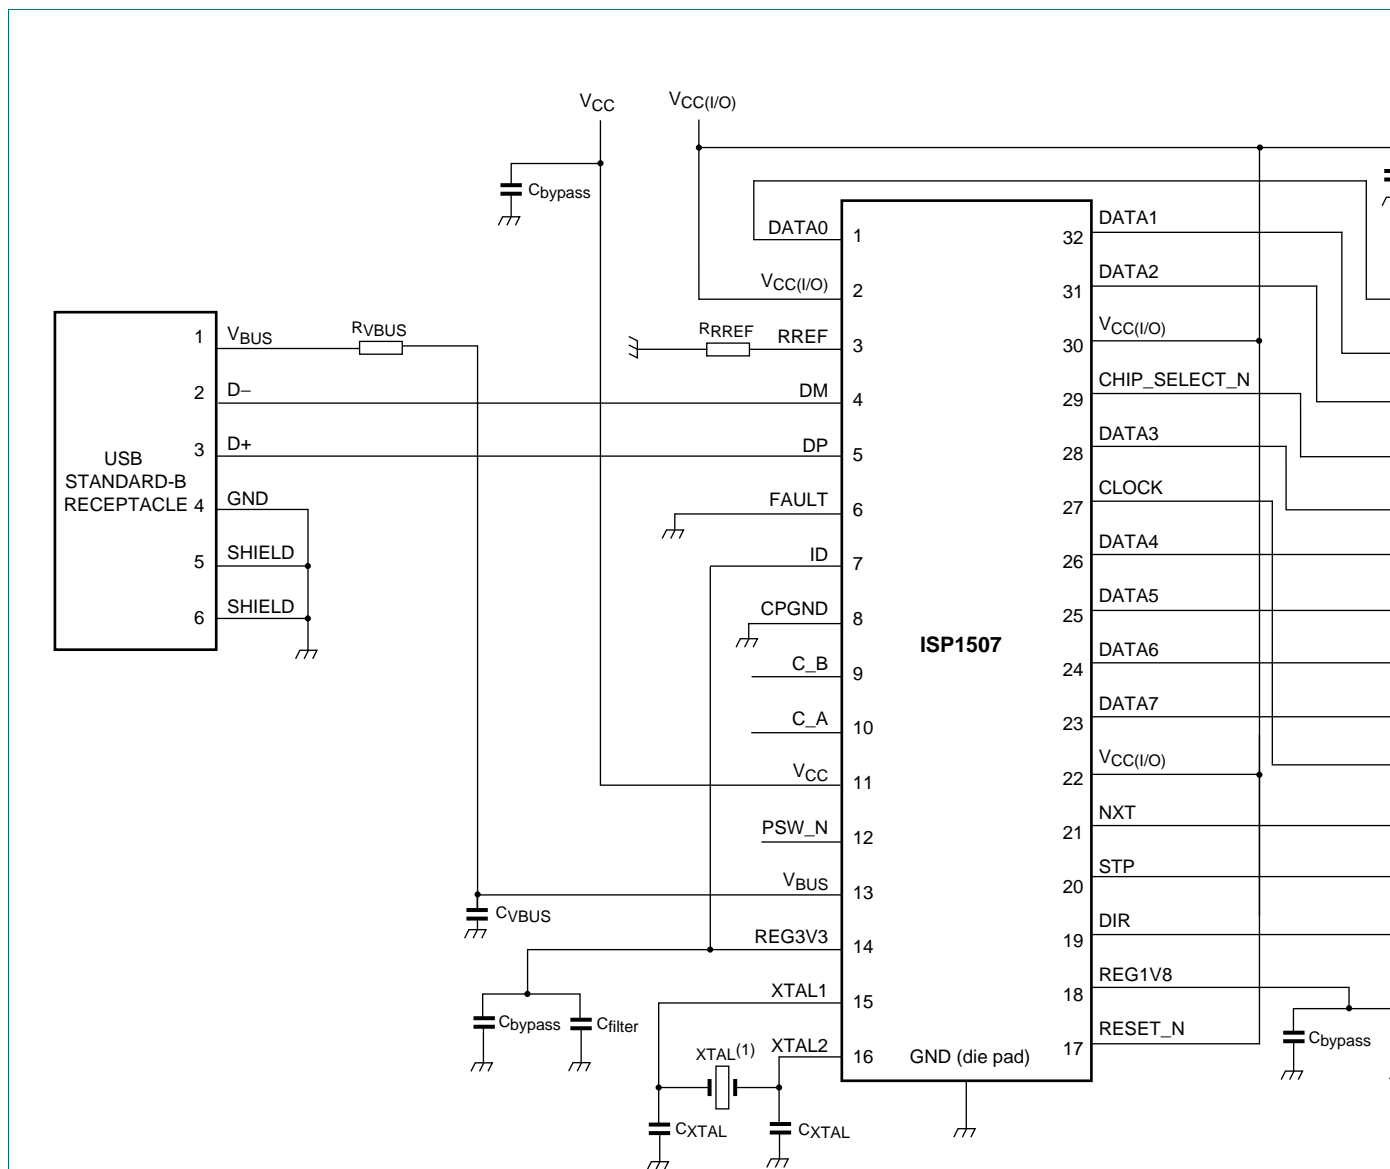 VCC
VCC(I/O)
Cbypass
DATA0
1
VCC(I/O)
2
RRREF
RREF
3
DM
4
DP
5
FAULT
6
ID
7
CPGND
8
C_B
9
C_A
10
VCC
11
PSW_N
12
VBUS
13
REG3V3
14
XTAL1
15
XTAL2
16
1
VBUS
RVBUS
2
D−
3
D+
USB
STANDARD-B
RECEPTACLE
4
GND
5
SHIELD
6
SHIELD
CVBUS
Cbypass
Cfilter
XTAL(1)
CXTAL
CXTAL
ISP1507
GND (die pad)
32
DATA1
31
DATA2
30
VCC(I/O)
29
CHIP_SELECT_N
28
DATA3
27
CLOCK
26
DATA4
25
DATA5
24
DATA6
23
DATA7
22
VCC(I/O)
21
NXT
20
STP
19
DIR
18
REG1V8
17
RESET_N
Cbypass